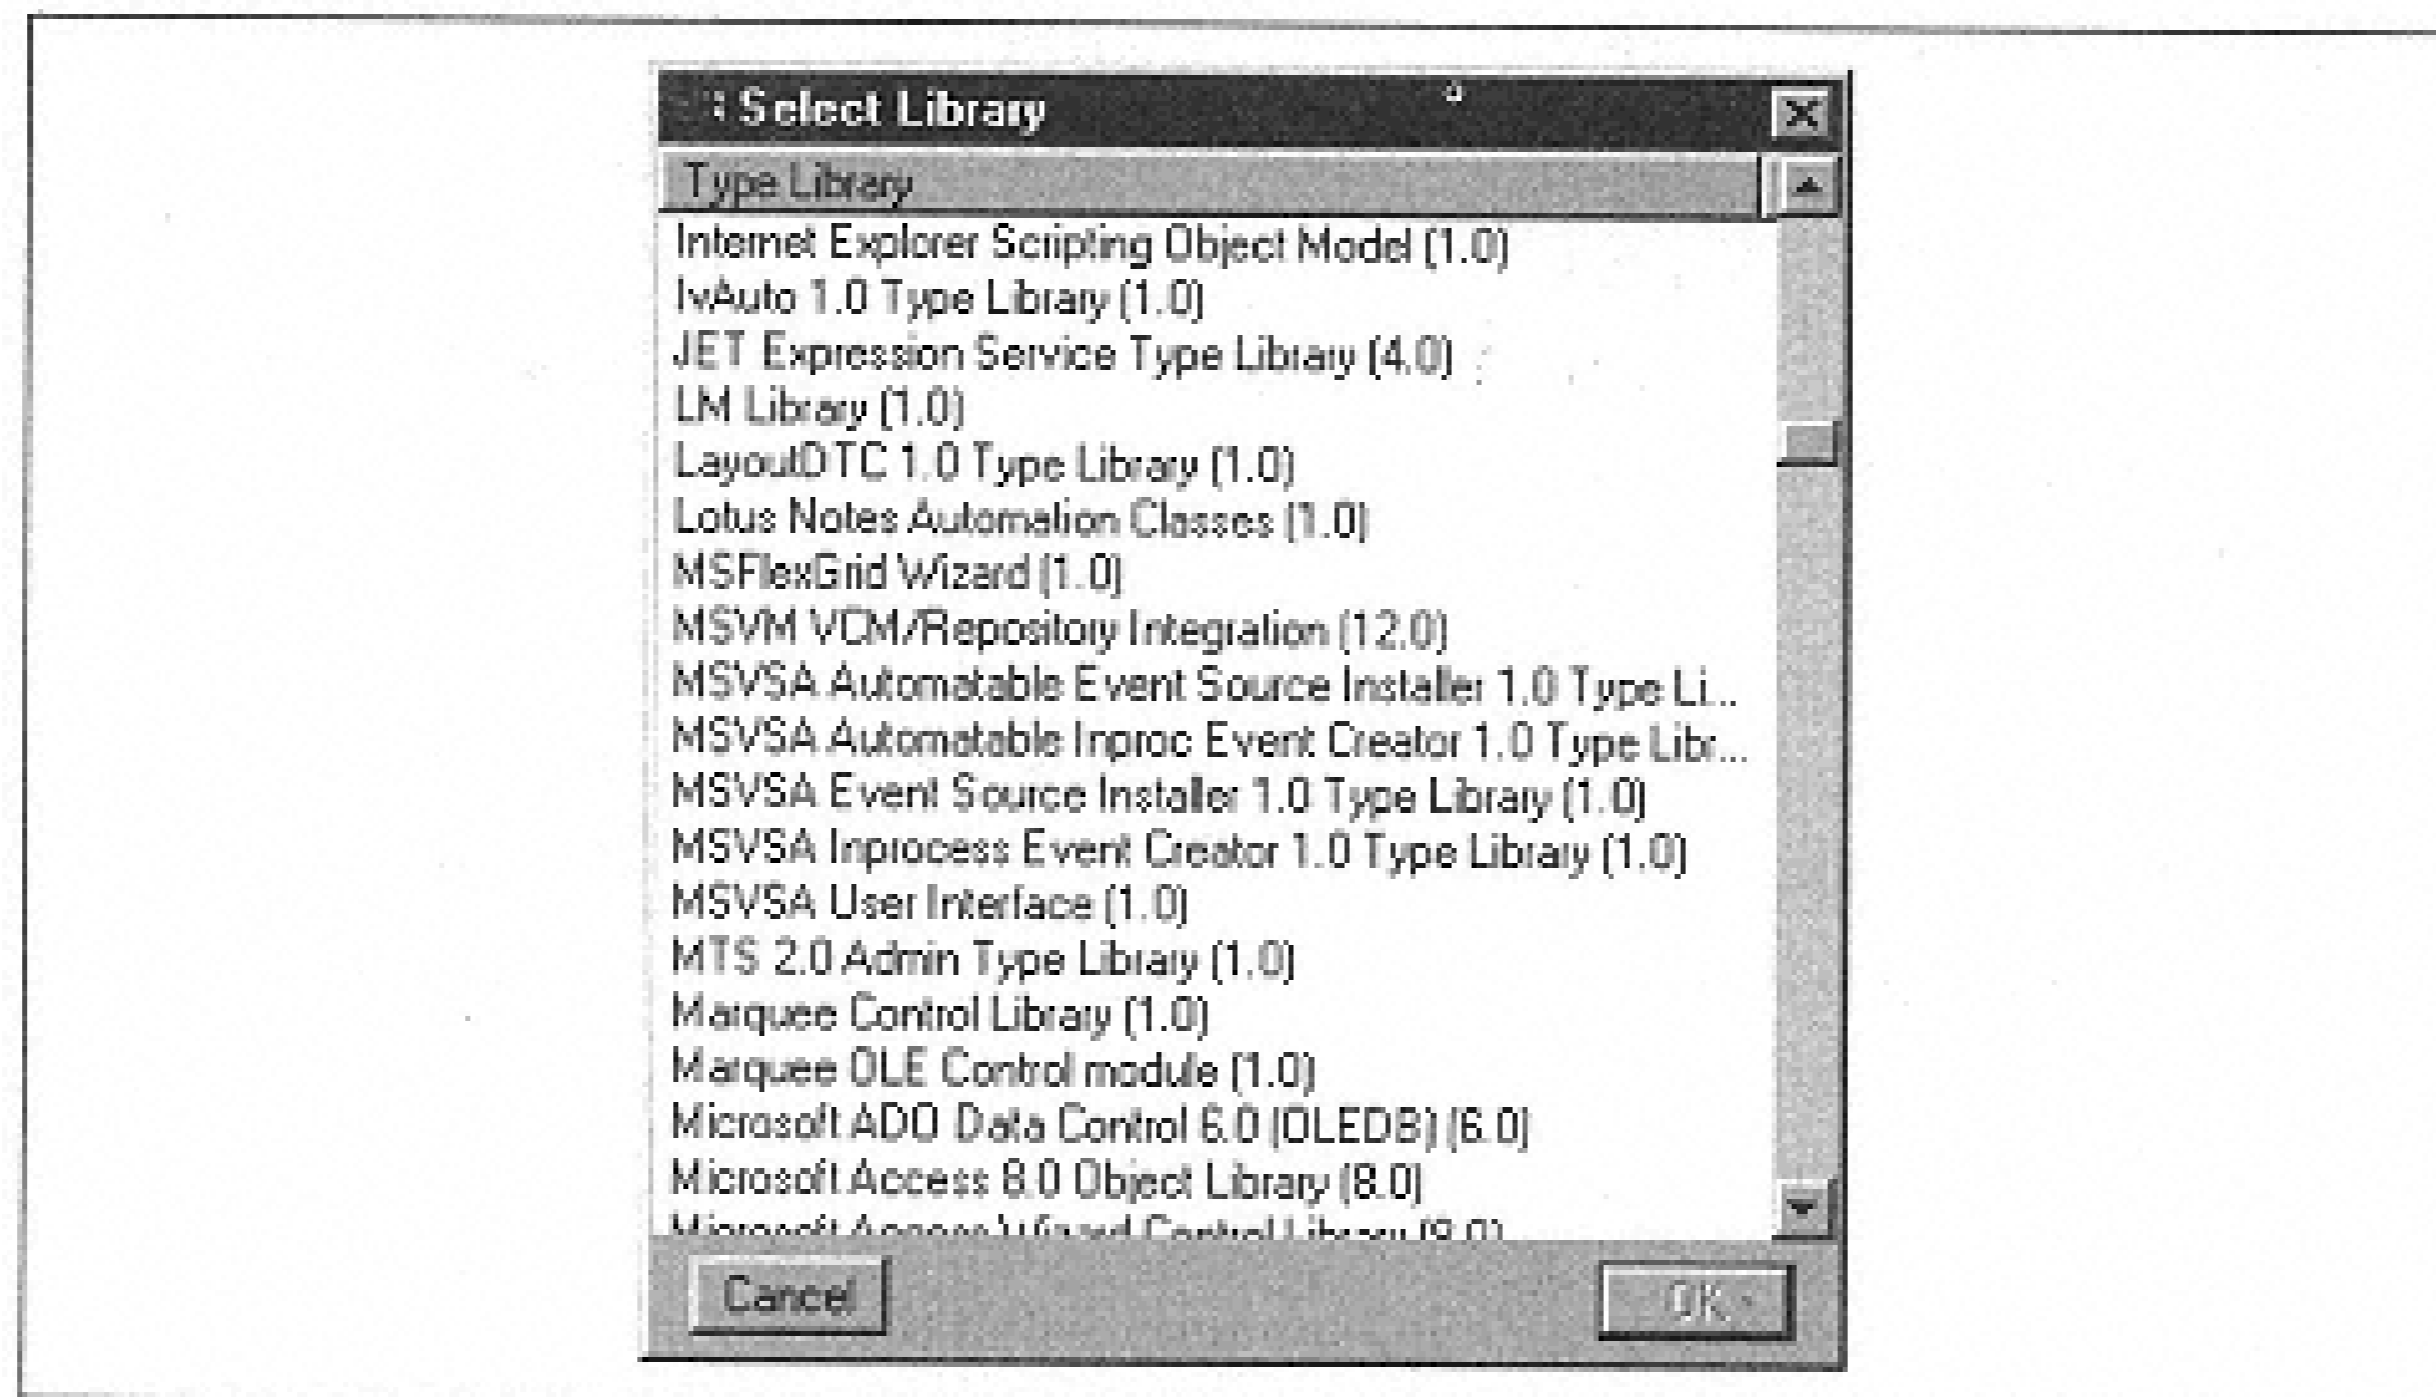 Select Library
Type Library
Internet Explorer Scripting Object Model (1.0)
IvAuto 1.0 Type Library (1.0)
JET Expression Service Type Library (4.0)
LM Library (1.0)
LayoutDTC 1.0 Type Library (1.0)
Lotus Notes Automation Classes (1.0)
MSFlexGrid Wizard (1.0)
MSVM VCM/Repository Integration (12.0)
MSVSA Automatable Event Source Installer 1.0 Type Li...
MSVSA Automatable Inproc Event Creator 1.0 Type Libr...
MSVSA Event Source Installer 1.0 Type Library (1.0)
MSVSA Inprocess Event Creator 1.0 Type Library (1.0)
MSVSA User Interface (1.0)
MTS 2.0 Admin Type Library (1.0)
Marquee Control Library (1.0)
Marquee OLE Control module (1.0)
Microsoft ADO Data Control 6.0 (OLEDB) (6.0)
Microsoft Access 8.0 Object Library (8.0)
Microsoft Access Wizard Control Library
Cancel
OK